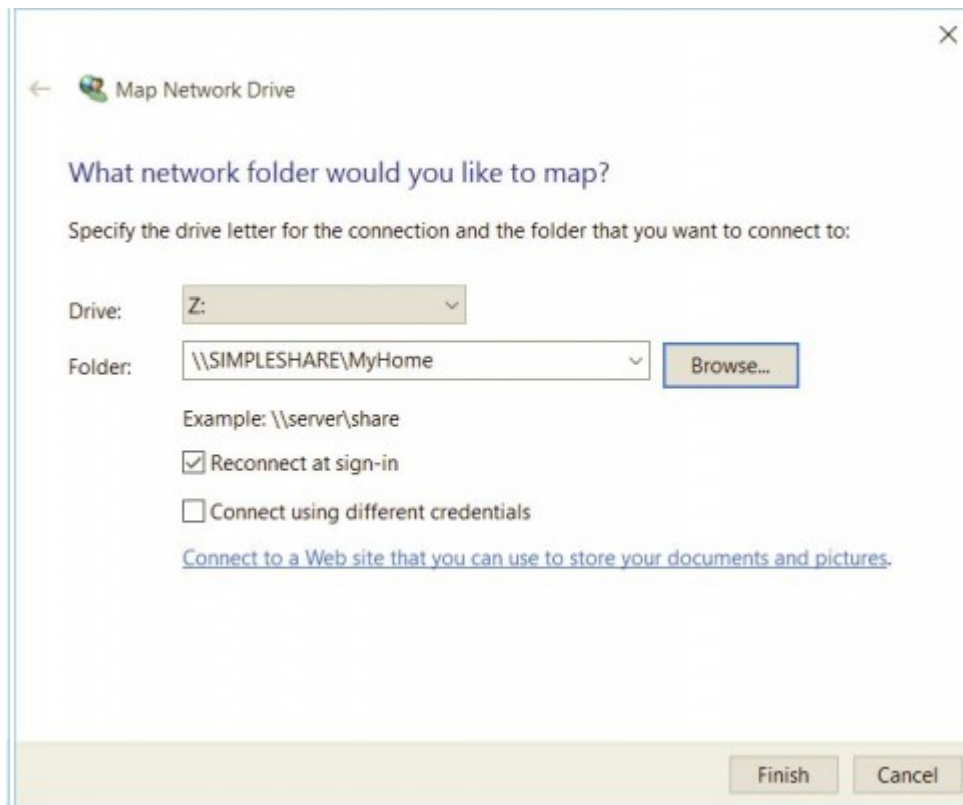 Map Network Drive
What network folder would you like to map?
Specify the drive letter for the connection and the folder that you want to connect to:
Drive: Z:
Folder: \\SIMPLESHARE\MyHome Browse...
Example: \\server\share
Reconnect at sign-in
Connect using different credentials
Connect to a Web site that you can use to store your documents and pictures.
Finish Cancel